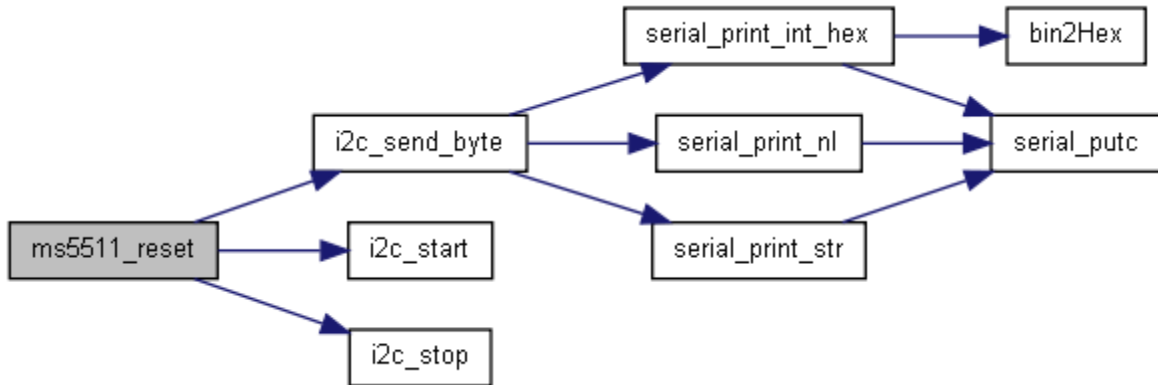 serial_print_int_hex
bin2Hex
i2c_send_byte
serial_print_nl
serial_putc
ms5511_reset
i2c_start
serial_print_str
i2c_stop